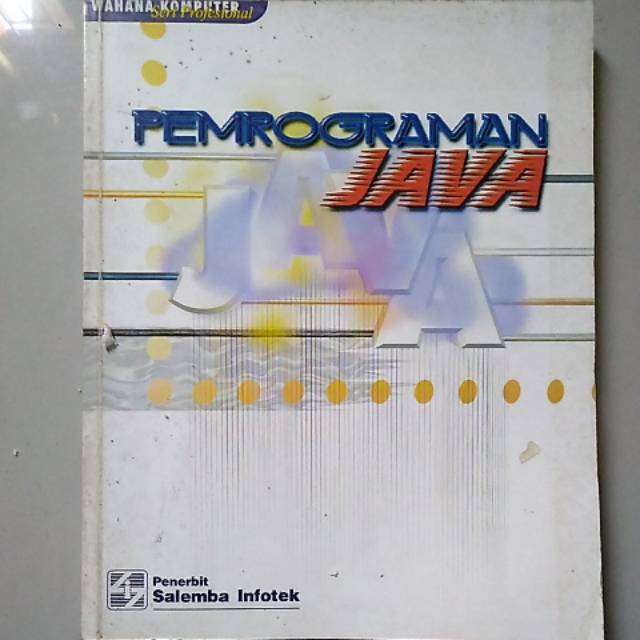 WAHANA KOMPUTER
Seri Profesional
PEMROGRAMAN
JAVA
JAVA
Penerbit
Salemba Infotek